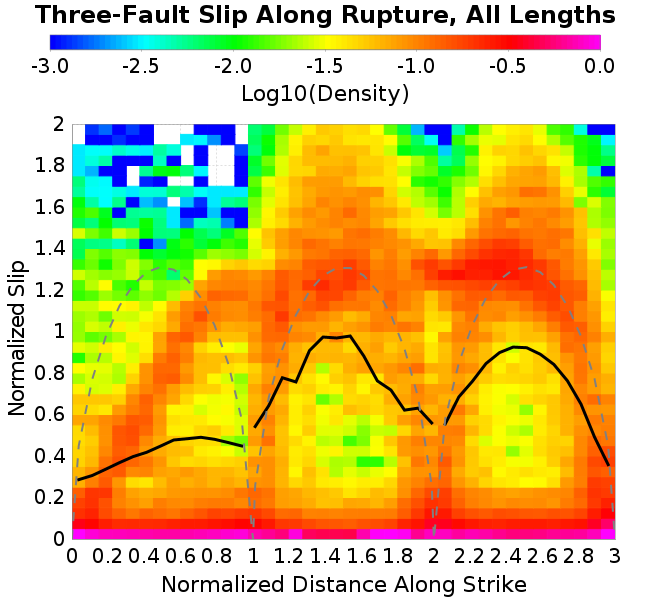 Three-Fault Slip Along Rupture, All Lengths
-3.0 -2.5 -2.0 -1.5 -1.0 -0.5 0.0
Log10(Density)
2
1.8
1.6
1.4
1.2
1
0.8
0.6
0.4
0.2
0
Normalized Slip
0 0.2 0.4 0.6 0.8 1 1.2 1.4 1.6 1.8 2 2.2 2.4 2.6 2.8 3
Normalized Distance Along Strike